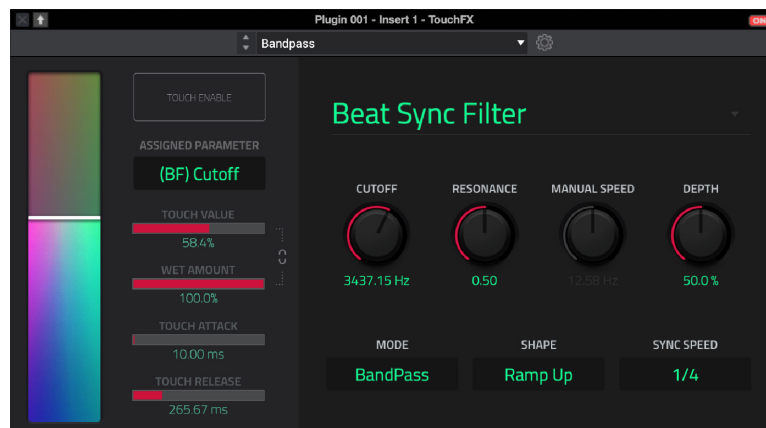 Plugin 001 - Insert 1 - TouchFX
ON
Bandpass
TOUCH ENABLE
ASSIGNED PARAMETER
(BF) Cutoff
TOUCH VALUE
58.4%
WET AMOUNT
100.0%
TOUCH ATTACK
10.00 ms
TOUCH RELEASE
265.67 ms
Beat Sync Filter
CUTOFF RESONANCE MANUAL SPEED DEPTH
3437.15 Hz 0.50 12.58 Hz 50.0 %
MODE SHAPE SYNC SPEED
BandPass Ramp Up 1/4